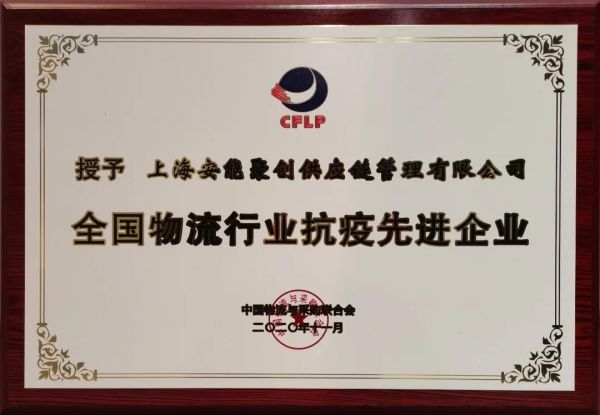 CFLP
授予 上海安能聚创供应链管理有限公司
全国物流行业抗疫先进企业
中国物流与采购联合会
二〇二〇年十一月